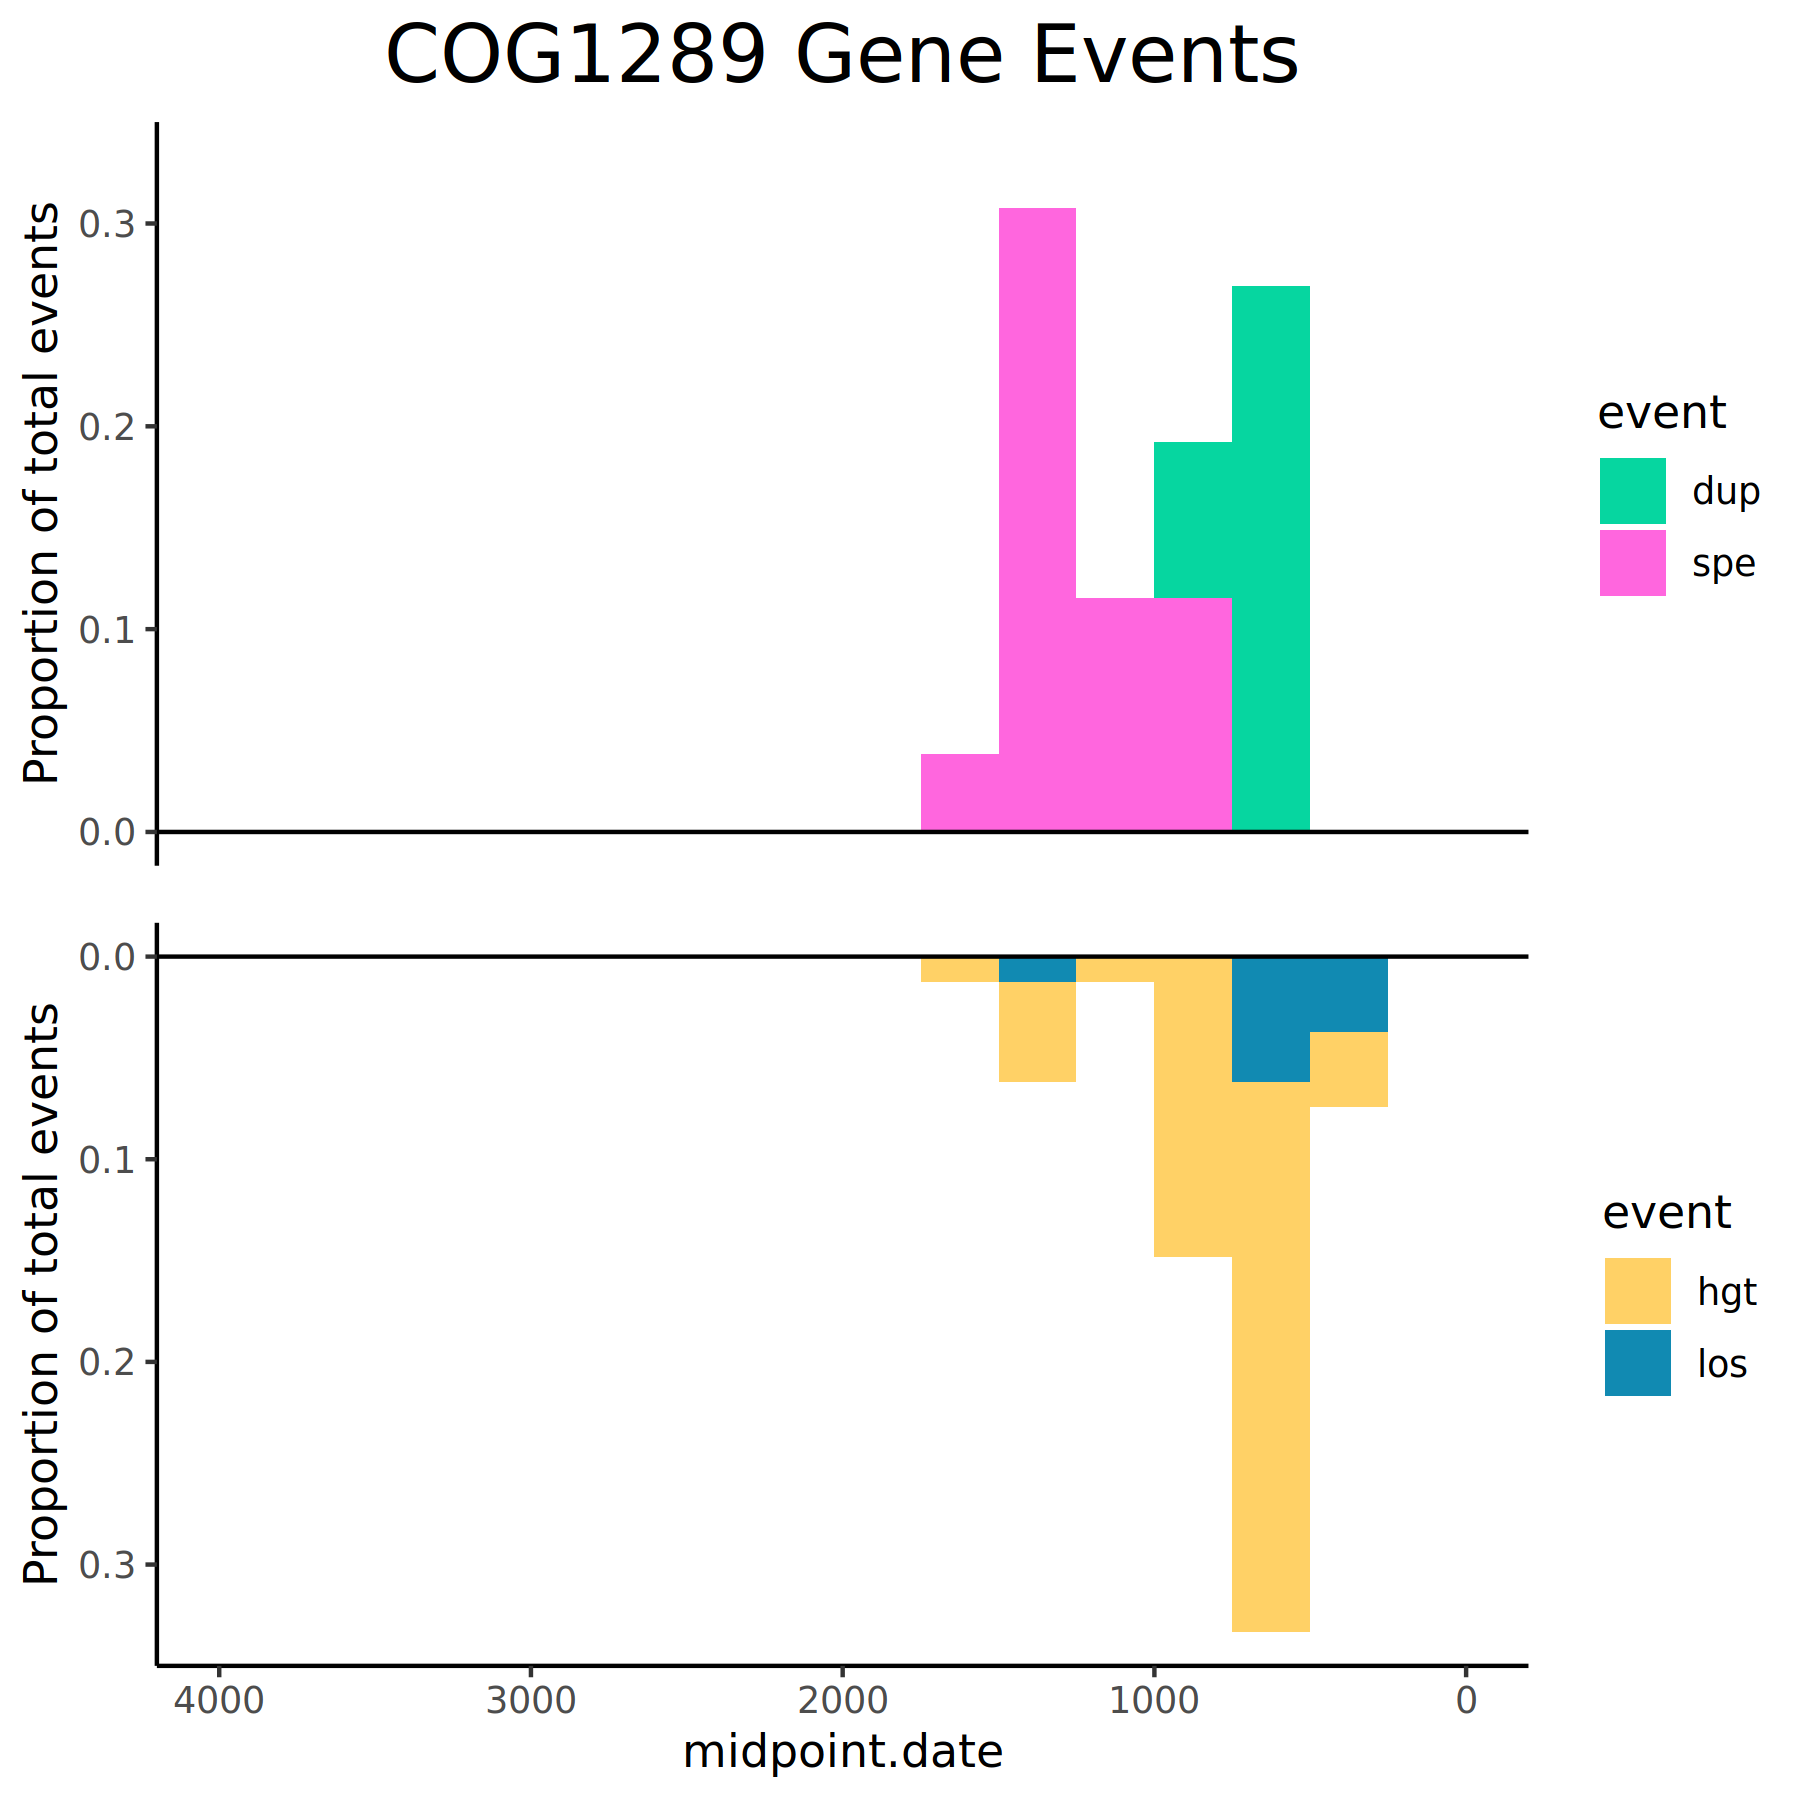 COG1289 Gene Events
Proportion of total events
0.3
0.2
0.1
0.0
event
dup
spe
Proportion of total events
0.0
0.1
0.2
0.3
event
hgt
los
4000 3000 2000 1000 0
midpoint.date